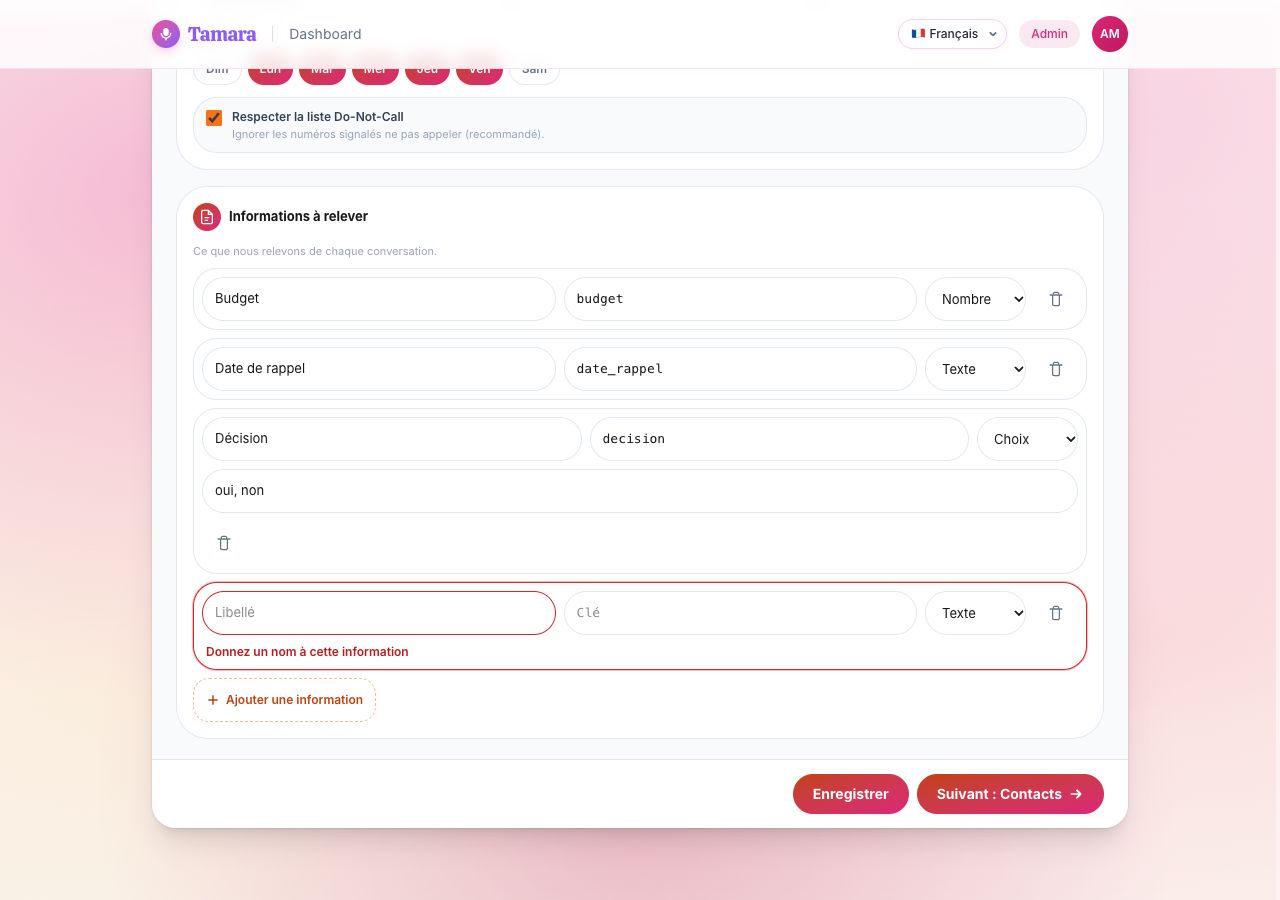 Tamara
Dashboard
Français
Admin
AM
Dim
Lun
Mar
Mer
Jeu
Ven
Sam
Respecter la liste Do-Not-Call
Ignorer les numéros signalés ne pas appeler (recommandé).
Informations à relever
Ce que nous relevons de chaque conversation.
Budget
budget
Nombre
Date de rappel
date_rappel
Texte
Décision
decision
Choix
oui, non
Libellé
Clé
Texte
Donnez un nom à cette information
Ajouter une information
Enregistrer
Suivant : Contacts